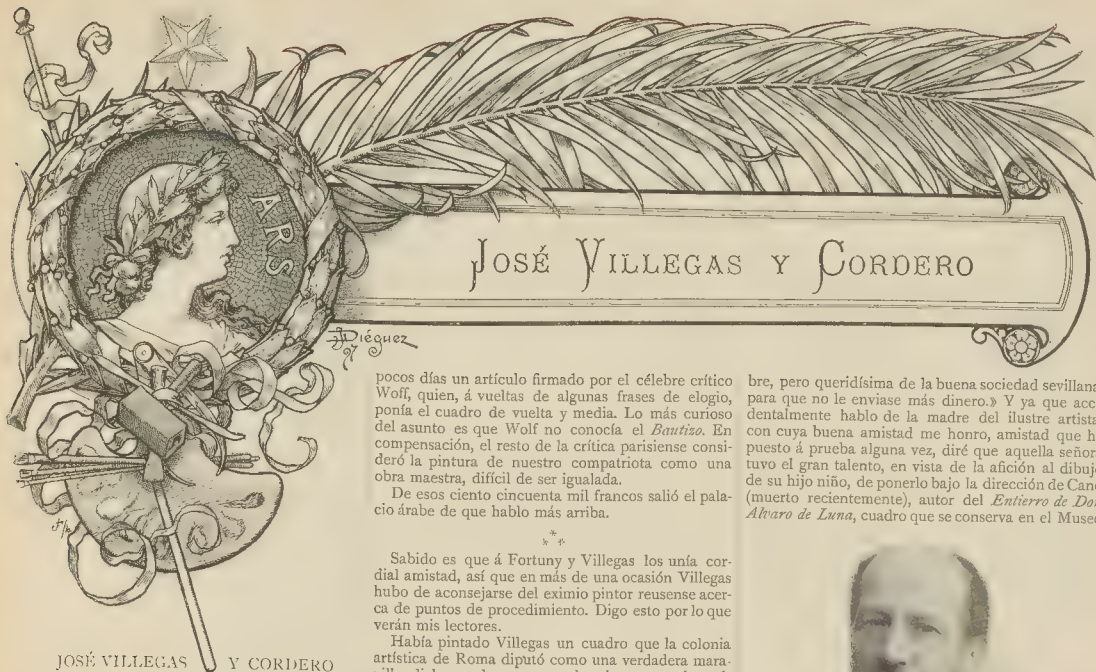 ARS
JOSÉ VILLEGAS Y CORDERO
JDiéguez
97
JOSÉ VILLEGAS Y CORDERO
pocos días un artículo firmado por el célebre crítico
Woff, quien, á vueltas de algunas frases de elogio,
ponía el cuadro de vuelta y media. Lo más curioso
del asunto es que Wolf no conocía el Bautizo. En
compensación, el resto de la crítica parisiense consi-
deró la pintura de nuestro compatriota como una
obra maestra, difícil de ser igualada.
De esos ciento cincuenta mil francos salió el pala-
cio árabe de que hablo más arriba.
***
Sabido es que á Fortuny y Villegas los unía cor-
dial amistad, así que en más de una ocasión Villegas
hubo de aconsejarse del eximio pintor reusense acer-
ca de puntos de procedimiento. Digo esto por lo que
verán mis lectores.
Había pintado Villegas un cuadro que la colonia
artística de Roma diputó como una verdadera mara-
bre, pero queridísima de la buena sociedad sevillana,
para que no le enviase más dinero.» Y ya que acci-
dentalmente hablo de la madre del ilustre artista,
con cuya buena amistad me honro, amistad que h
puesto á prueba alguna vez, diré que aquella señor
tuvo el gran talento, en vista de la afición al dibuj
de su hijo niño, de ponerlo bajo la dirección de Can
(muerto recientemente), autor del Entierro de Do
Alvaro de Luna, cuadro que se conserva en el Museo